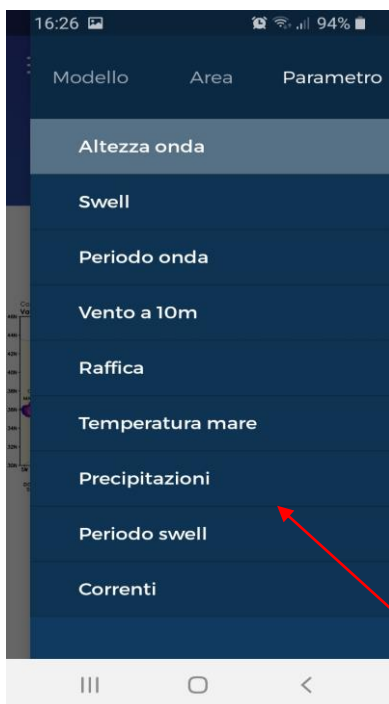 16:26 94%
Modello Area Parametro
Altezza onda
Swell
Periodo onda
Vento a 10m
Raffica
Temperatura mare
Precipitazioni
Periodo swell
Correnti